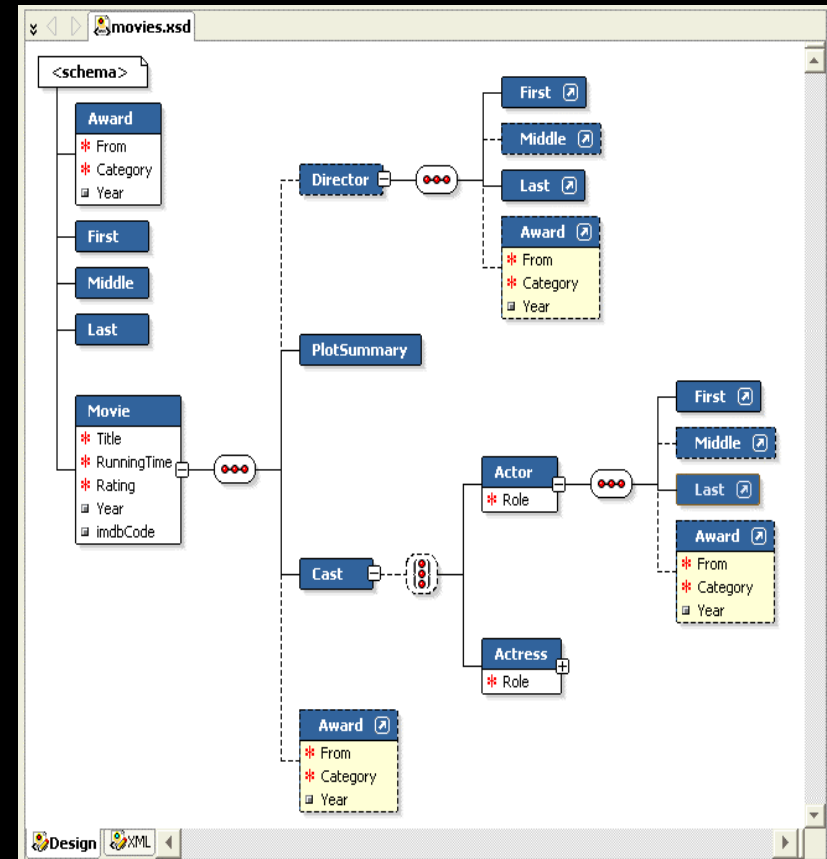 movies.xsd
<schema>
Award
* From
* Category
Year
First
Middle
Last
Movie
* Title
* RunningTime
* Rating
Year
imdbCode
Director
First
Middle
Last
Award
* From
* Category
Year
PlotSummary
Cast
Actor
* Role
First
Middle
Last
Award
* From
* Category
Year
Actress
* Role
Award
* From
* Category
Year
Design
XML